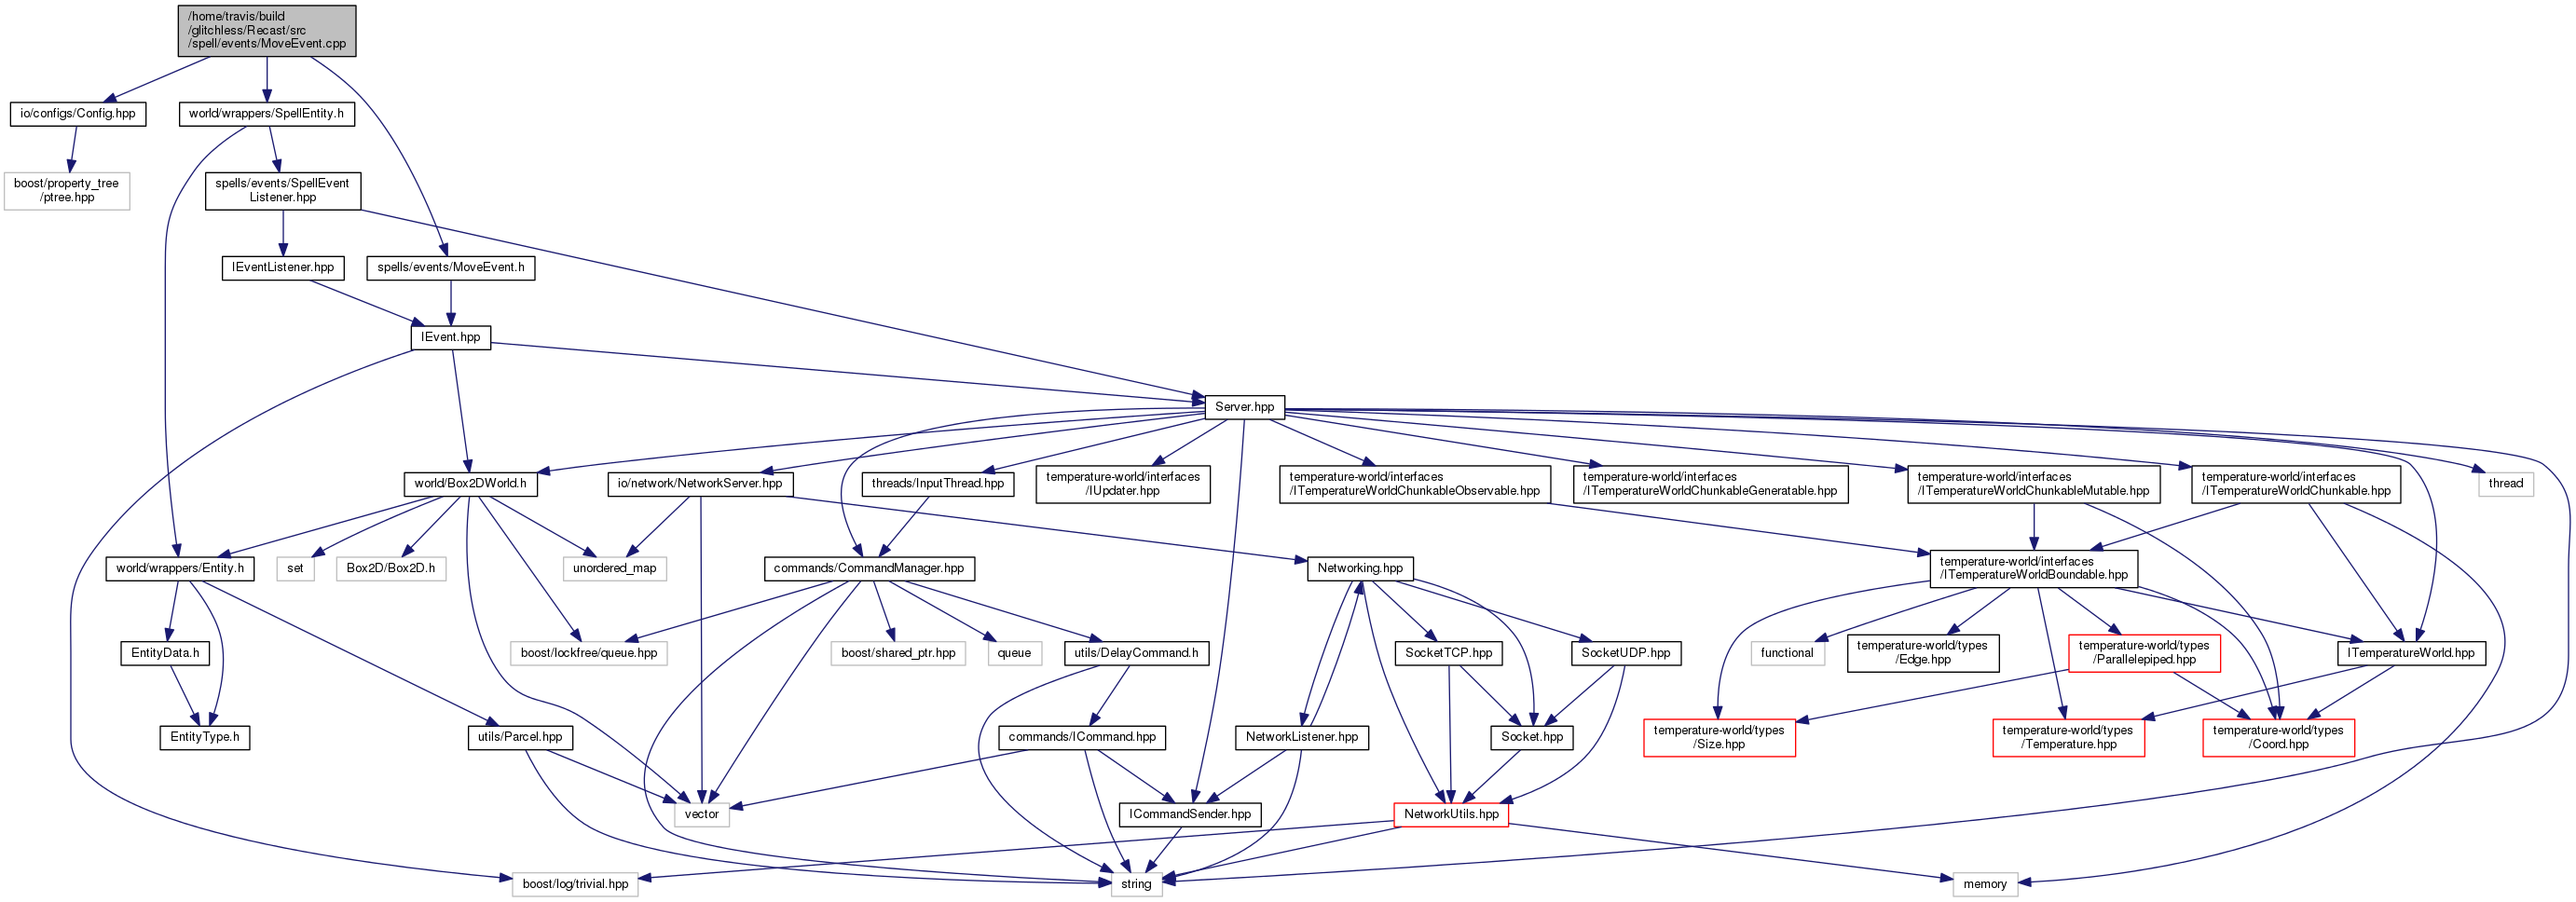 /home/travis/build
/glitchless/Recast/src
/spell/events/MoveEvent.cpp
io/configs/Config.hpp
world/wrappers/SpellEntity.h
boost/property_tree
/ptree.hpp
spells/events/SpellEvent
Listener.hpp
IEventListener.hpp
spells/events/MoveEvent.h
IEvent.hpp
Server.hpp
world/Box2DWorld.h
io/network/NetworkServer.hpp
threads/InputThread.hpp
temperature-world/interfaces
/IUpdater.hpp
temperature-world/interfaces
/ITemperatureWorldChunkableObservable.hpp
temperature-world/interfaces
/ITemperatureWorldChunkableGeneratable.hpp
temperature-world/interfaces
/ITemperatureWorldChunkableMutable.hpp
temperature-world/interfaces
/ITemperatureWorldChunkable.hpp
thread
world/wrappers/Entity.h
set
Box2D/Box2D.h
unordered_map
commands/CommandManager.hpp
Networking.hpp
temperature-world/interfaces
/ITemperatureWorldBoundable.hpp
EntityData.h
boost/lockfree/queue.hpp
boost/shared_ptr.hpp
queue
utils/DelayCommand.h
SocketTCP.hpp
SocketUDP.hpp
functional
temperature-world/types
/Edge.hpp
temperature-world/types
/Parallelepiped.hpp
ITemperatureWorld.hpp
EntityType.h
utils/Parcel.hpp
commands/ICommand.hpp
NetworkListener.hpp
Socket.hpp
temperature-world/types
/Size.hpp
temperature-world/types
/Temperature.hpp
temperature-world/types
/Coord.hpp
vector
ICommandSender.hpp
NetworkUtils.hpp
boost/log/trivial.hpp
string
memory